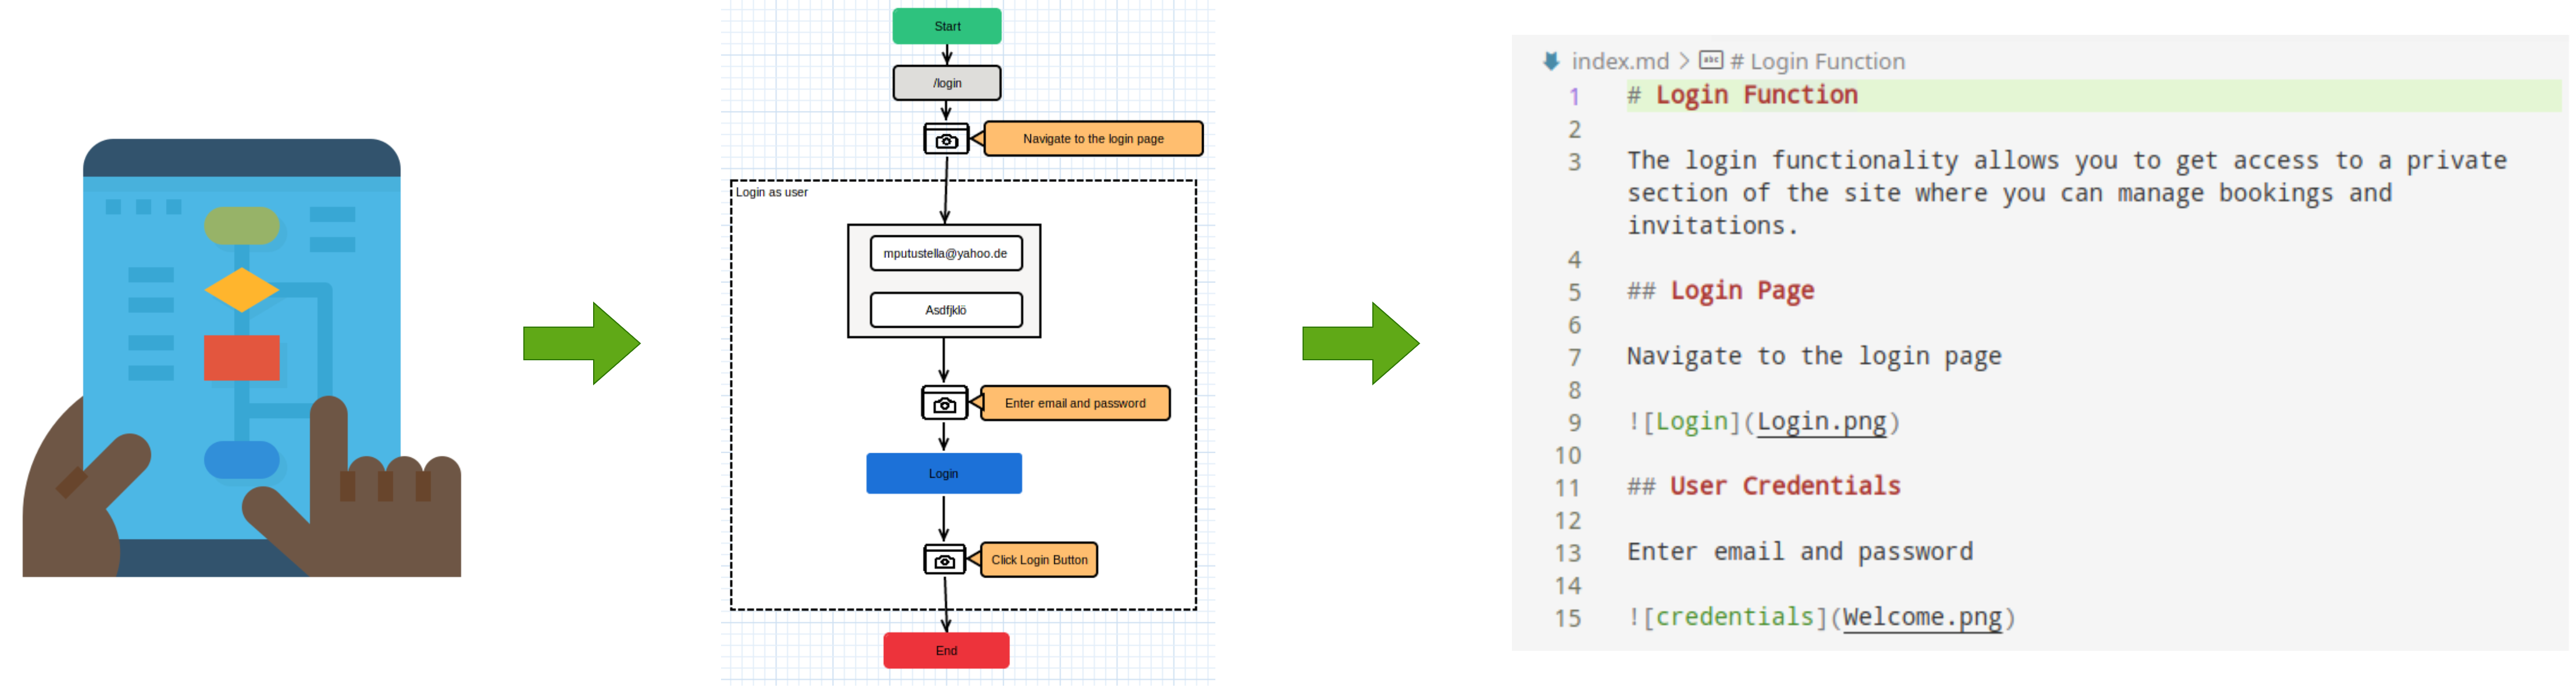 Start
/login
Navigate to the login page
Login as user
mputustella@yahoo.de
Asdfjklö
Enter email and password
Login
Click Login Button
End
index.md > abc # Login Function
1 # Login Function
2
3 The login functionality allows you to get access to a private
section of the site where you can manage bookings and
invitations.
4
5 ## Login Page
6
7 Navigate to the login page
8
9 ![Login](Login.png)
10
11 ## User Credentials
12
13 Enter email and password
14
15 ![credentials](Welcome.png)